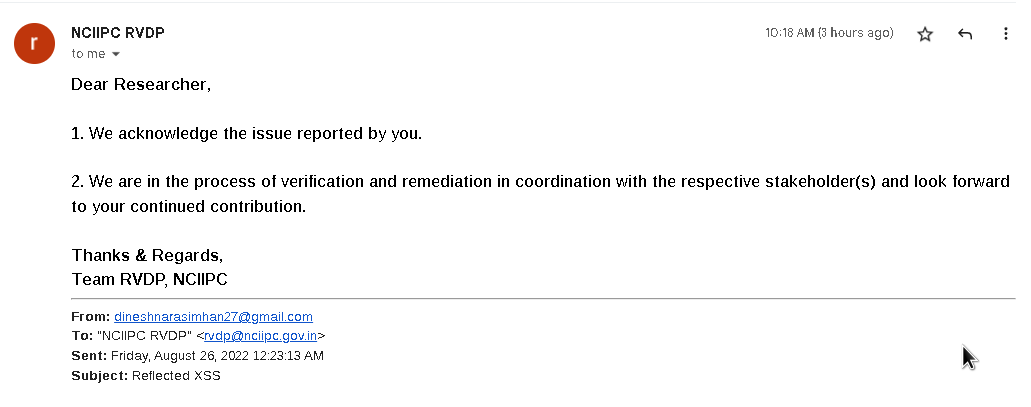 r
NCIIPC RVDP
10:18 AM (3 hours ago)
to me
Dear Researcher,
1. We acknowledge the issue reported by you.
2. We are in the process of verification and remediation in coordination with the respective stakeholder(s) and look forward
to your continued contribution.
Thanks & Regards,
Team RVDP, NCIIPC
From: dineshnarasimhan27@gmail.com
To: "NCIIPC RVDP" <rvdp@nciipc.gov.in>
Sent: Friday, August 26, 2022 12:23:13 AM
Subject: Reflected XSS